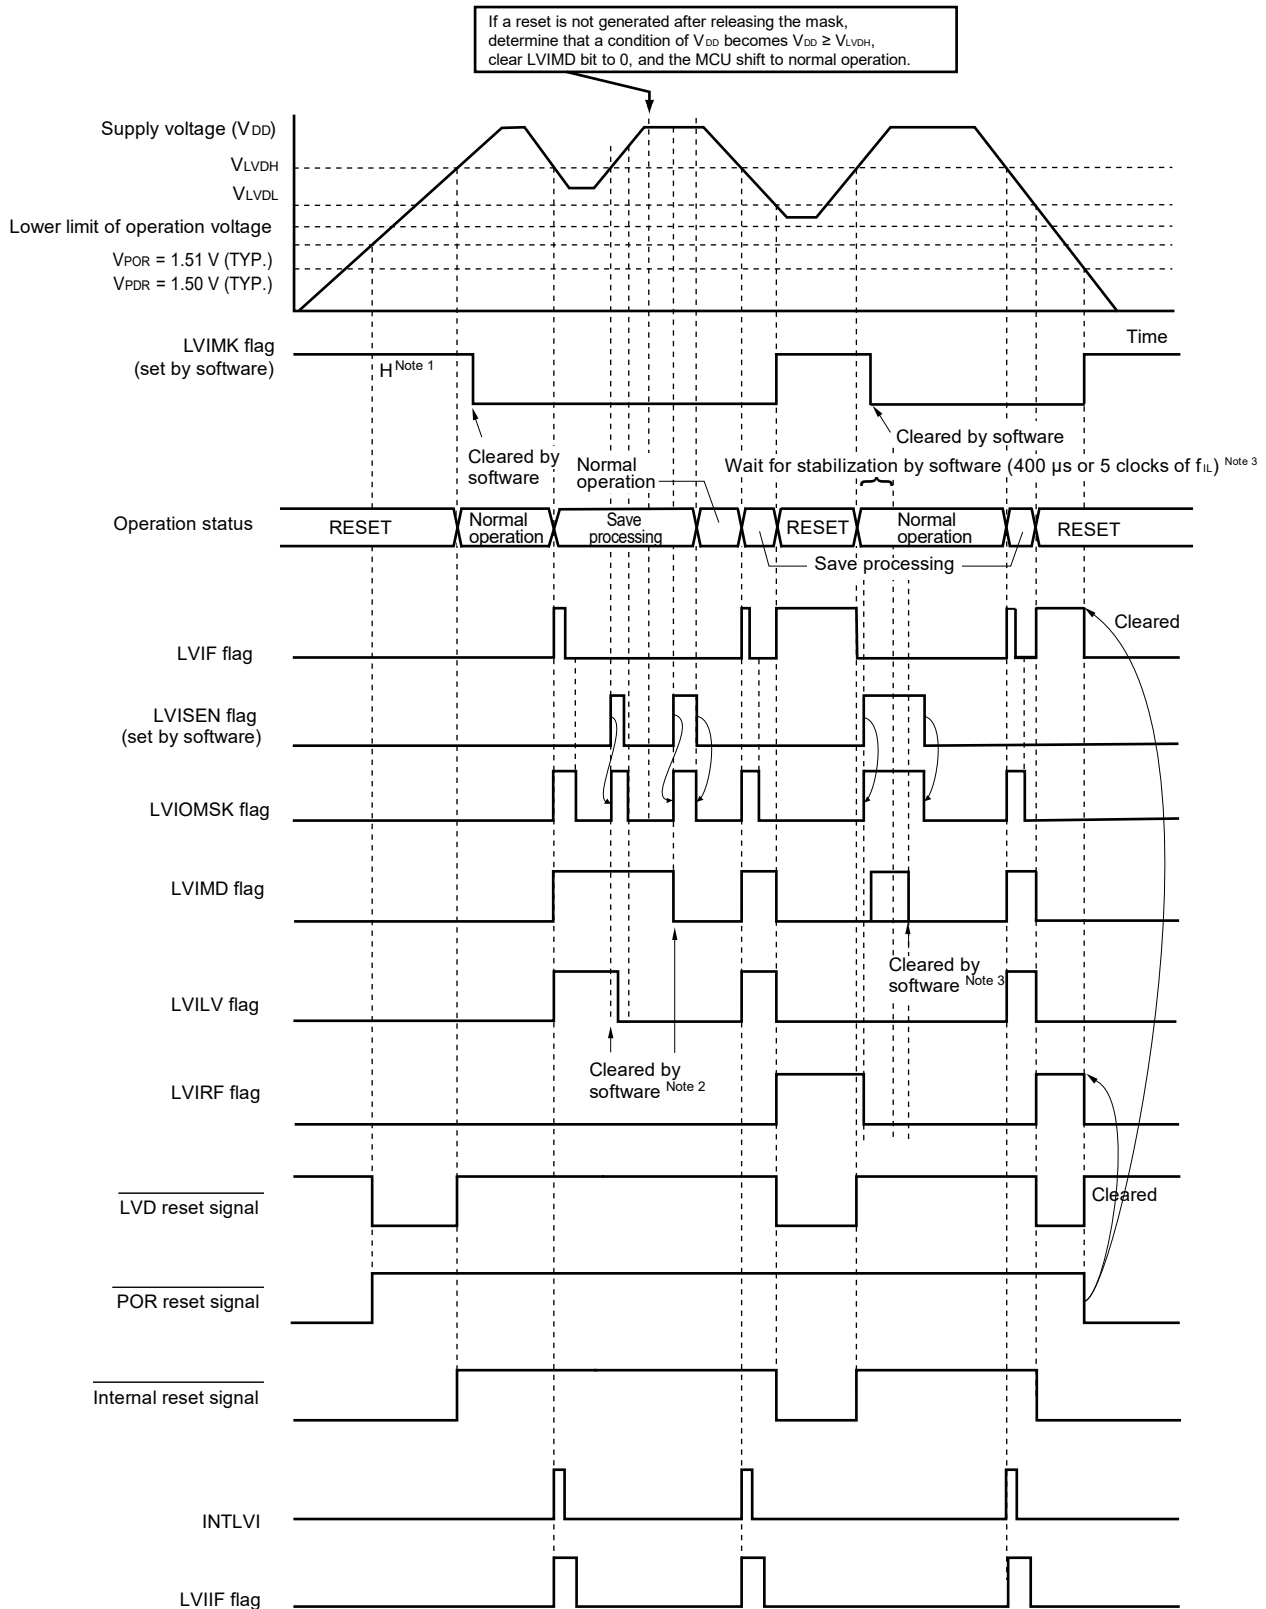 If a reset is not generated after releasing the mask,
determine that a condition of VDD becomes VDD ≥ VLVDH,
clear LVIMD bit to 0, and the MCU shift to normal operation.
Supply voltage (VDD)
VLVDH
VLVDL
Lower limit of operation voltage
VPOR = 1.51 V (TYP.)
VPDR = 1.50 V (TYP.)
Time
LVIMK flag
(set by software)
H Note 1
Cleared by
software
Cleared by software
Normal
operation
Wait for stabilization by software (400 µs or 5 clocks of fIL) Note 3
Operation status
RESET
Normal
operation
Save
processing
RESET
Normal
operation
RESET
Save processing
LVIF flag
Cleared
LVISEN flag
(set by software)
LVIOMSK flag
LVIMD flag
Cleared by
software Note 3
LVILV flag
Cleared by
software Note 2
LVIRF flag
LVD reset signal
Cleared
POR reset signal
Internal reset signal
INTLVI
LVIIF flag